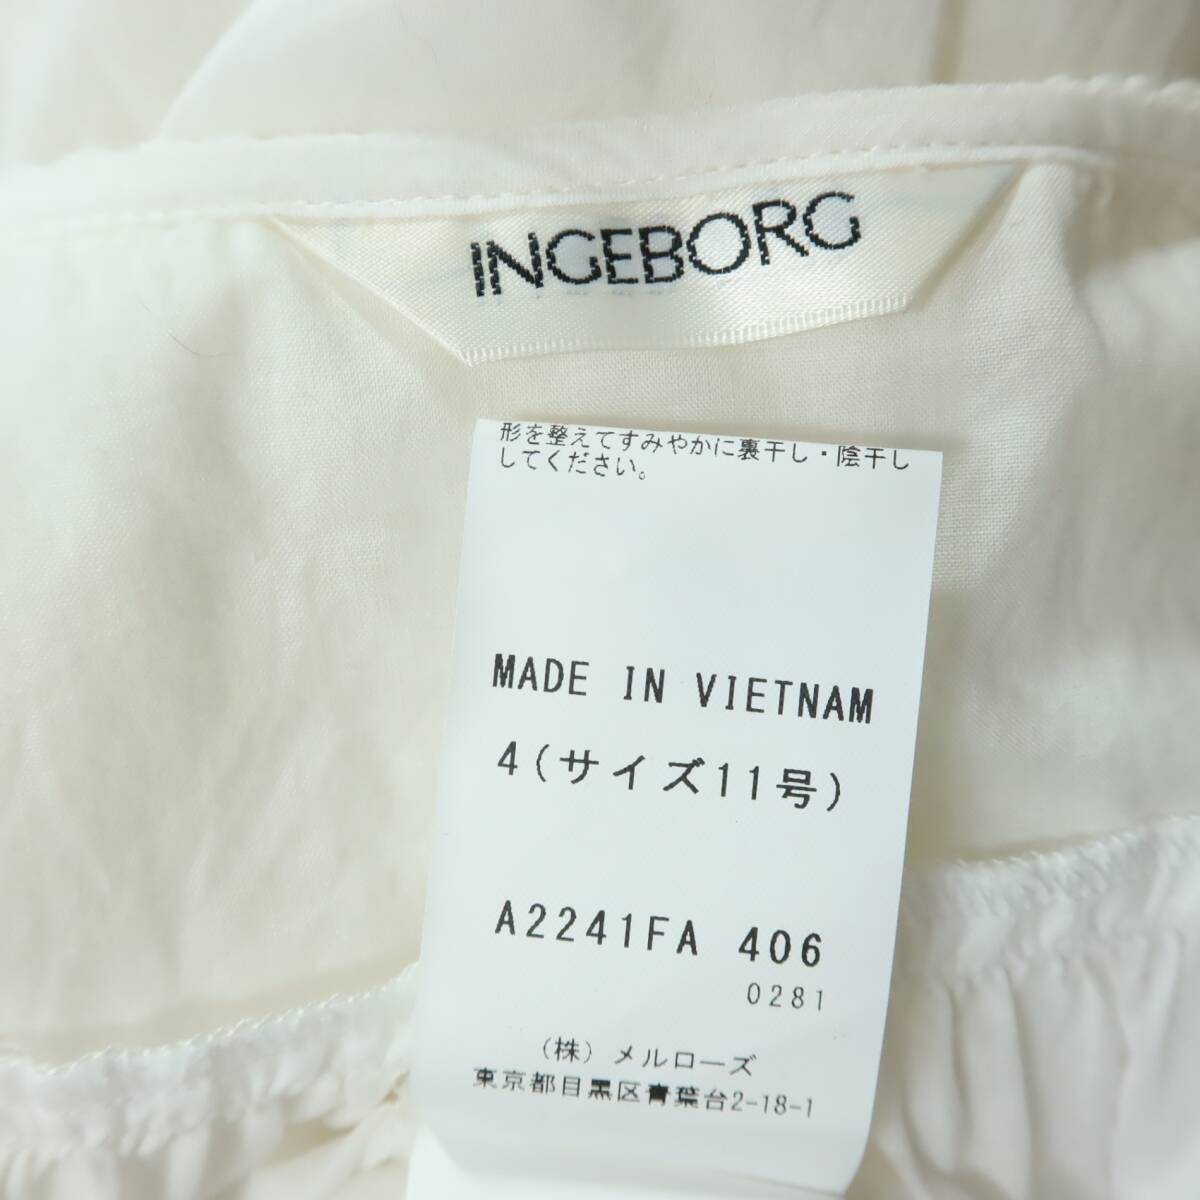 INGEBORG
形を整えてすみやかに裏干し・陰干し
してください。
MADE IN VIETNAM
4(サイズ11号)
A2241FA 406
0281
(株) メルローズ
東京都目黒区青葉台2-18-1